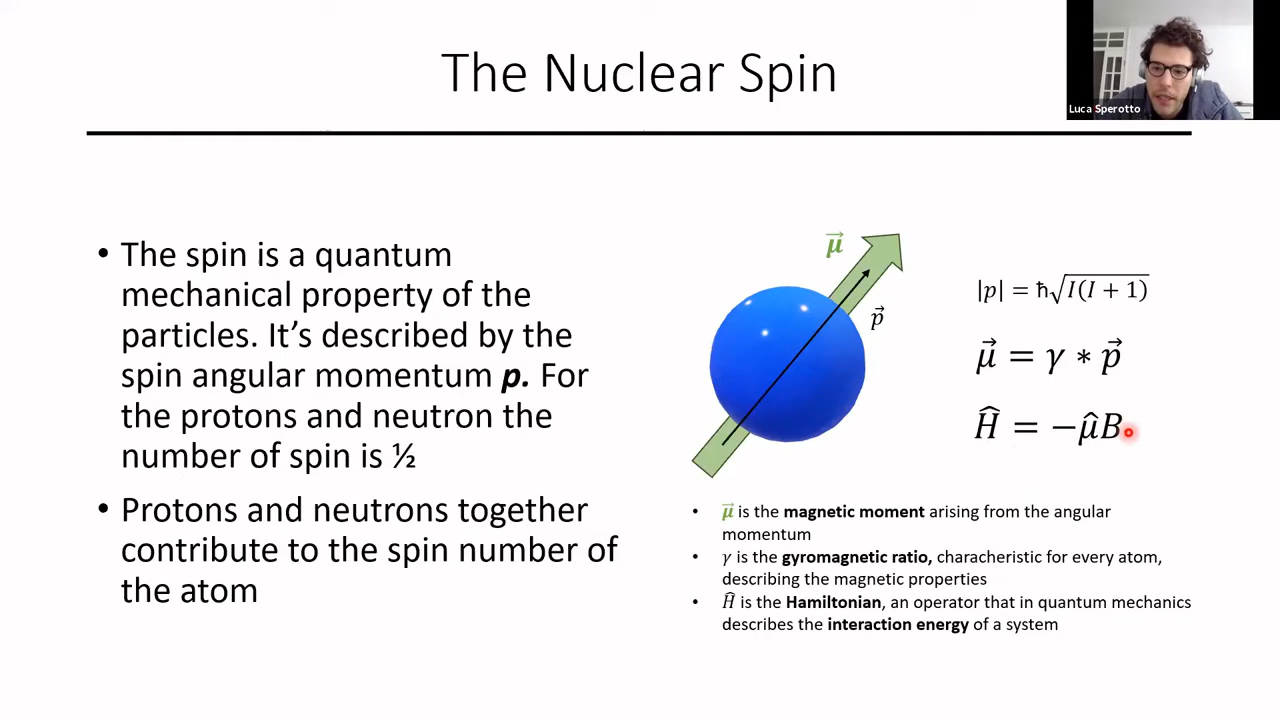 The Nuclear Spin
Luca Sperotto
• The spin is a quantum
mechanical property of the
particles. It’s described by the
spin angular momentum p. For
the protons and neutron the
number of spin is ½
• Protons and neutrons together
contribute to the spin number of
the atom
μ⃗
p⃗
|p| = ħ√I(I + 1)
μ⃗ = γ ∗ p⃗
Ĥ = −μ̂B
• μ⃗ is the magnetic moment arising from the angular
momentum
• γ is the gyromagnetic ratio, characheristic for every atom,
describing the magnetic properties
• Ĥ is the Hamiltonian, an operator that in quantum mechanics
describes the interaction energy of a system